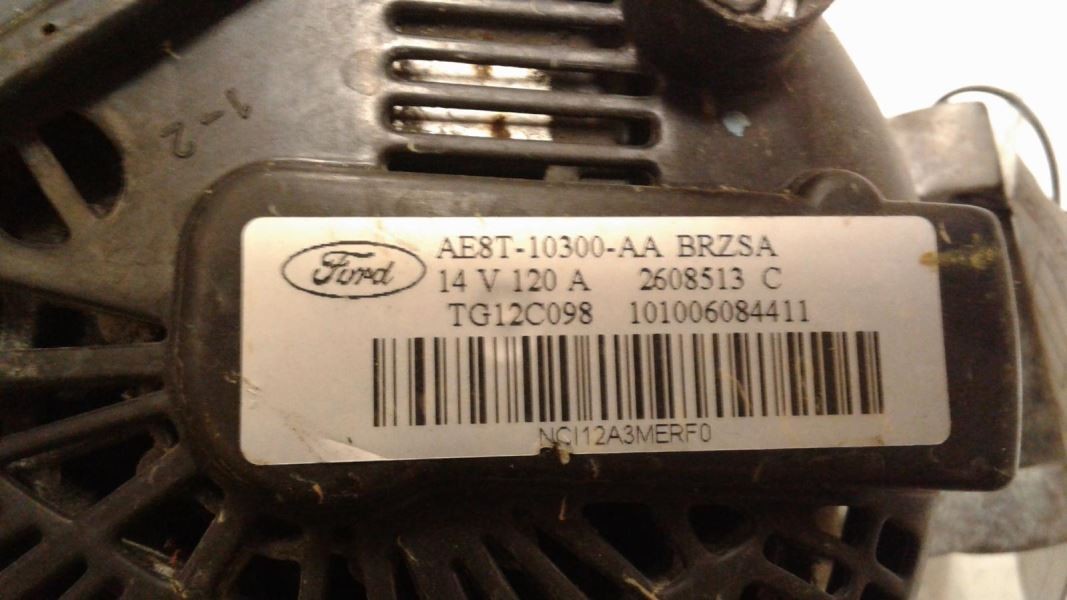 1-2
Ford
AE8T-10300-AA BRZSA
14 V 120 A 2608513 C
TG12C098 101006084411
NCI12A3MERF0